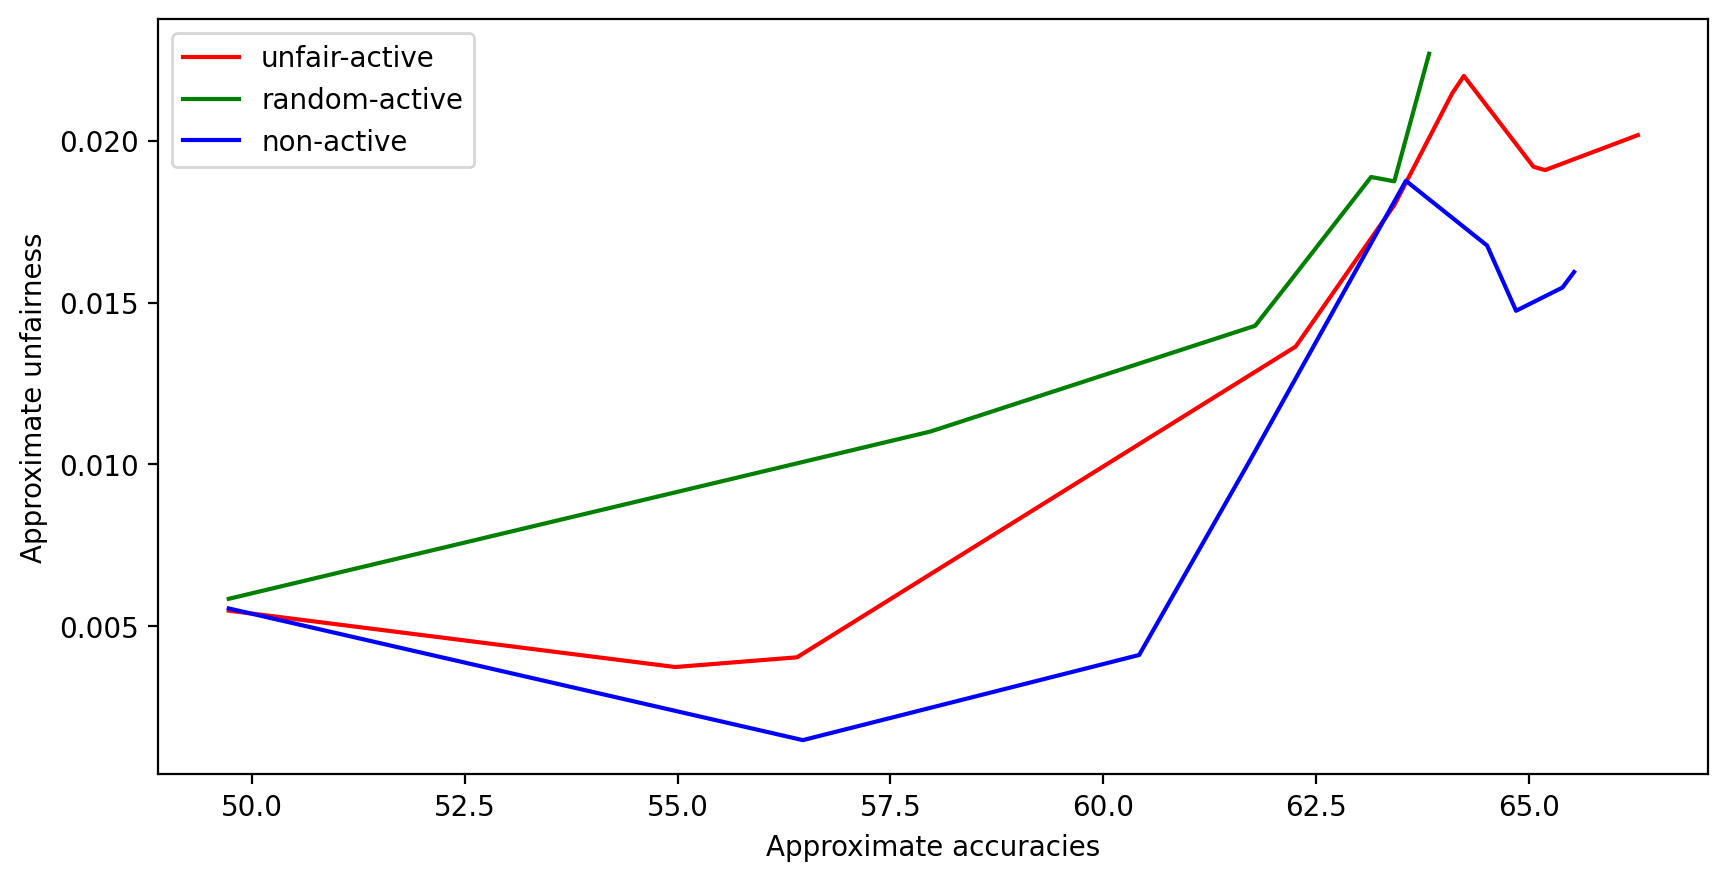 unfair-active
random-active
non-active
0.020
0.015
0.010
0.005
Approximate unfairness
50.0 52.5 55.0 57.5 60.0 62.5 65.0
Approximate accuracies